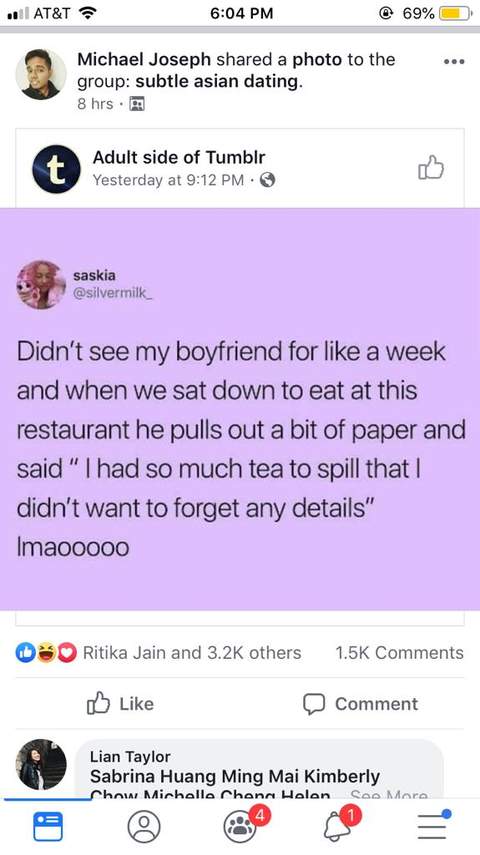 AT&T 6:04 PM 69%
Michael Joseph shared a photo to the
group: subtle asian dating.
8 hrs ·
t
Adult side of Tumblr
Yesterday at 9:12 PM ·
saskia
@silvermilk_
Didn't see my boyfriend for like a week
and when we sat down to eat at this
restaurant he pulls out a bit of paper and
said “ I had so much tea to spill that I
didn't want to forget any details”
lmaooooo
Ritika Jain and 3.2K others 1.5K Comments
Like Comment
Lian Taylor
Sabrina Huang Ming Mai Kimberly
Chow Michelle Cheng Helen... See More
4 1